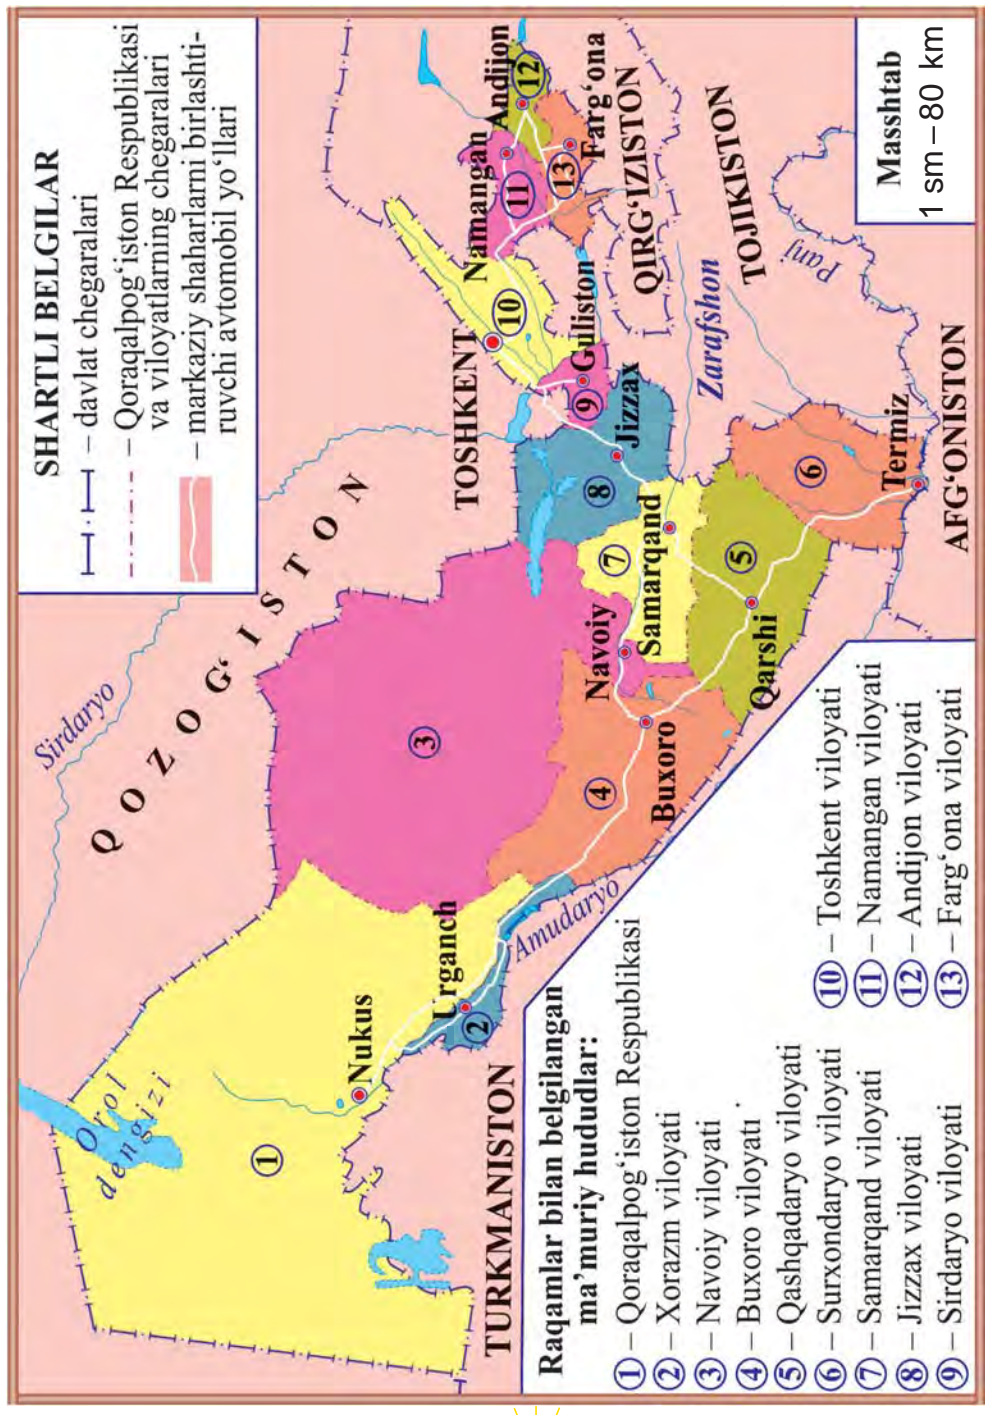 SHARTLI BELGILAR
– davlat chegaralari
– Qoraqalpog‘iston Respublikasi
va viloyatlarning chegaralari
– markaziy shaharlarni birlashti-
ruvchi avtomobil yo‘llari
Masshtab
1 sm–80 km
QOZOG‘ISTON
Sirdaryo
Orol
dengizi
1
Nukus
Urganch
2
Amudaryo
TURKMANISTON
3
4
Buxoro
Navoiy
7
Samarqand
5
Qarshi
6
Termiz
AFG‘ONISTON
8
Jizzax
9
Guliston
TOSHKENT
10
Namangan
11
Andijon
12
13
Farg‘ona
QIRG‘IZISTON
TOJIKISTON
Zarafshon
Panj
Raqamlar bilan belgilangan
ma’muriy hududlar:
1 – Qoraqalpog‘iston Respublikasi
2 – Xorazm viloyati
3 – Navoiy viloyati
4 – Buxoro viloyatı
5 – Qashqadaryo viloyati
6 – Surxondaryo viloyati
7 – Samarqand viloyati
8 – Jizzax viloyati
9 – Sirdaryo viloyati
10 – Toshkent viloyati
11 – Namangan viloyati
12 – Andijon viloyati
13 – Farg‘ona viloyati